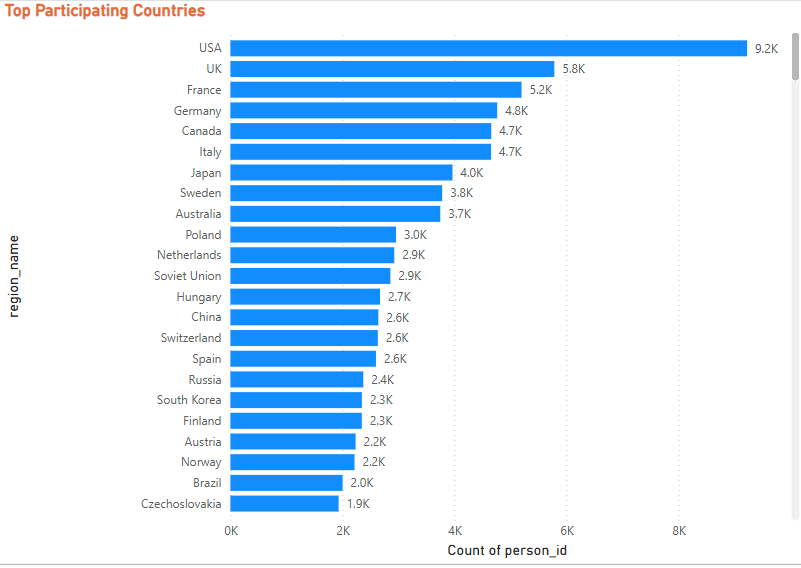 Top Participating Countries
USA 9.2K
UK 5.8K
France 5.2K
Germany 4.8K
Canada 4.7K
Italy 4.7K
Japan 4.0K
Sweden 3.8K
Australia 3.7K
Poland 3.0K
Netherlands 2.9K
Soviet Union 2.9K
Hungary 2.7K
China 2.6K
Switzerland 2.6K
Spain 2.6K
Russia 2.4K
South Korea 2.3K
Finland 2.3K
Austria 2.2K
Norway 2.2K
Brazil 2.0K
Czechoslovakia 1.9K
region_name
0K 2K 4K 6K 8K
Count of person_id